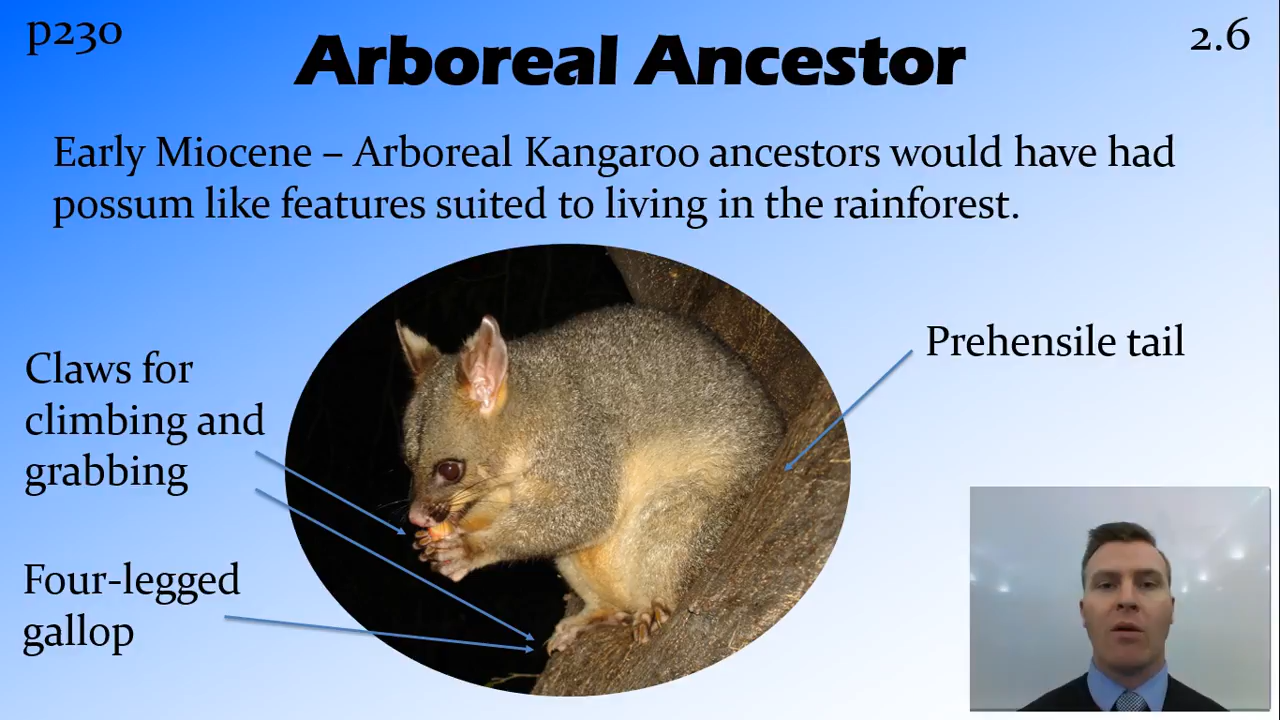 p230
Arboreal Ancestor
2.6
Early Miocene – Arboreal Kangaroo ancestors would have had
possum like features suited to living in the rainforest.
Claws for
climbing and
grabbing
Prehensile tail
Four-legged
gallop